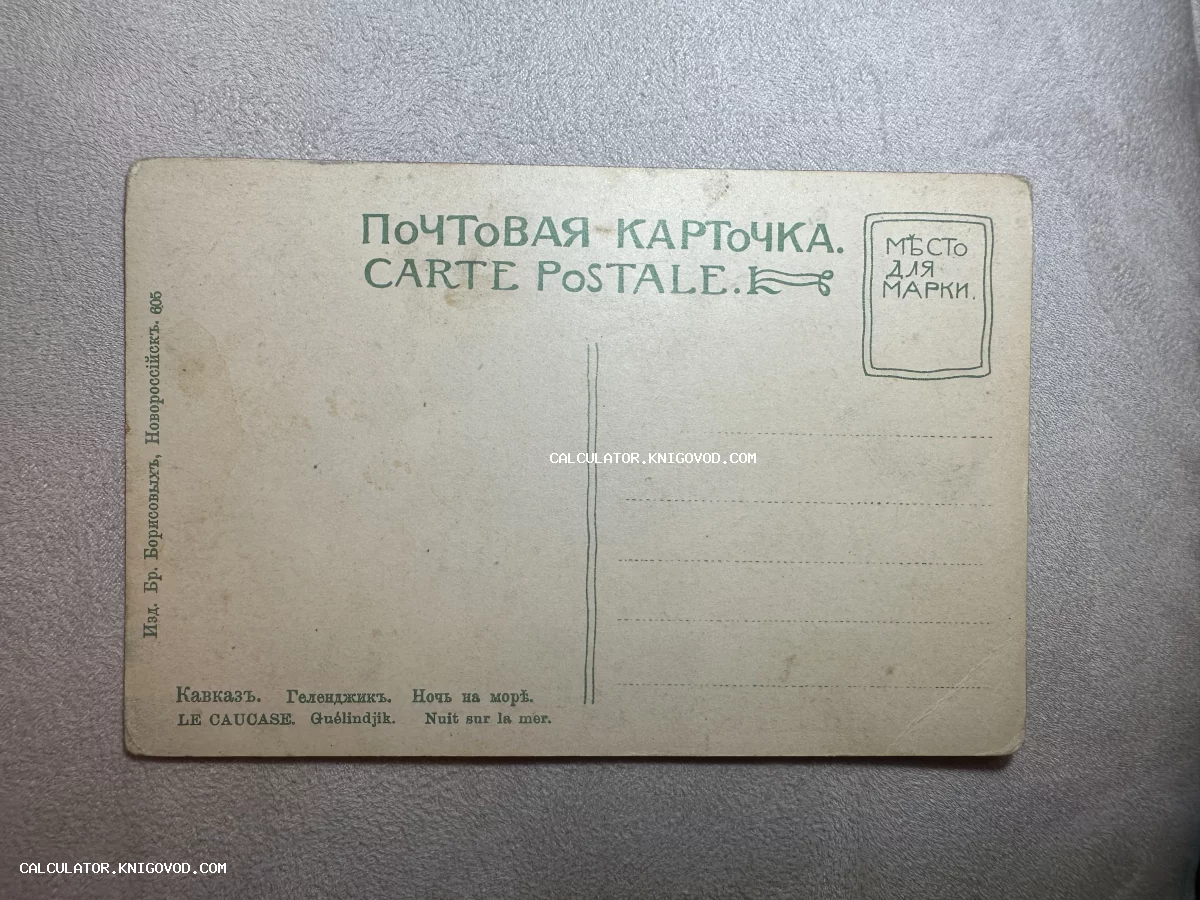 ПОЧТОВАЯ КАРТОЧКА.
CARTE POSTALE.
МѢСТО
ДЛЯ
МАРКИ.
Изд. Бр. Борисовыхъ, Новороссійскъ. 605
CALCULATOR.KNIGOVOD.COM
Кавказъ. Геленджикъ. Ночь на морѣ.
LE CAUCASE. Guélindjik. Nuit sur la mer.
CALCULATOR.KNIGOVOD.COM